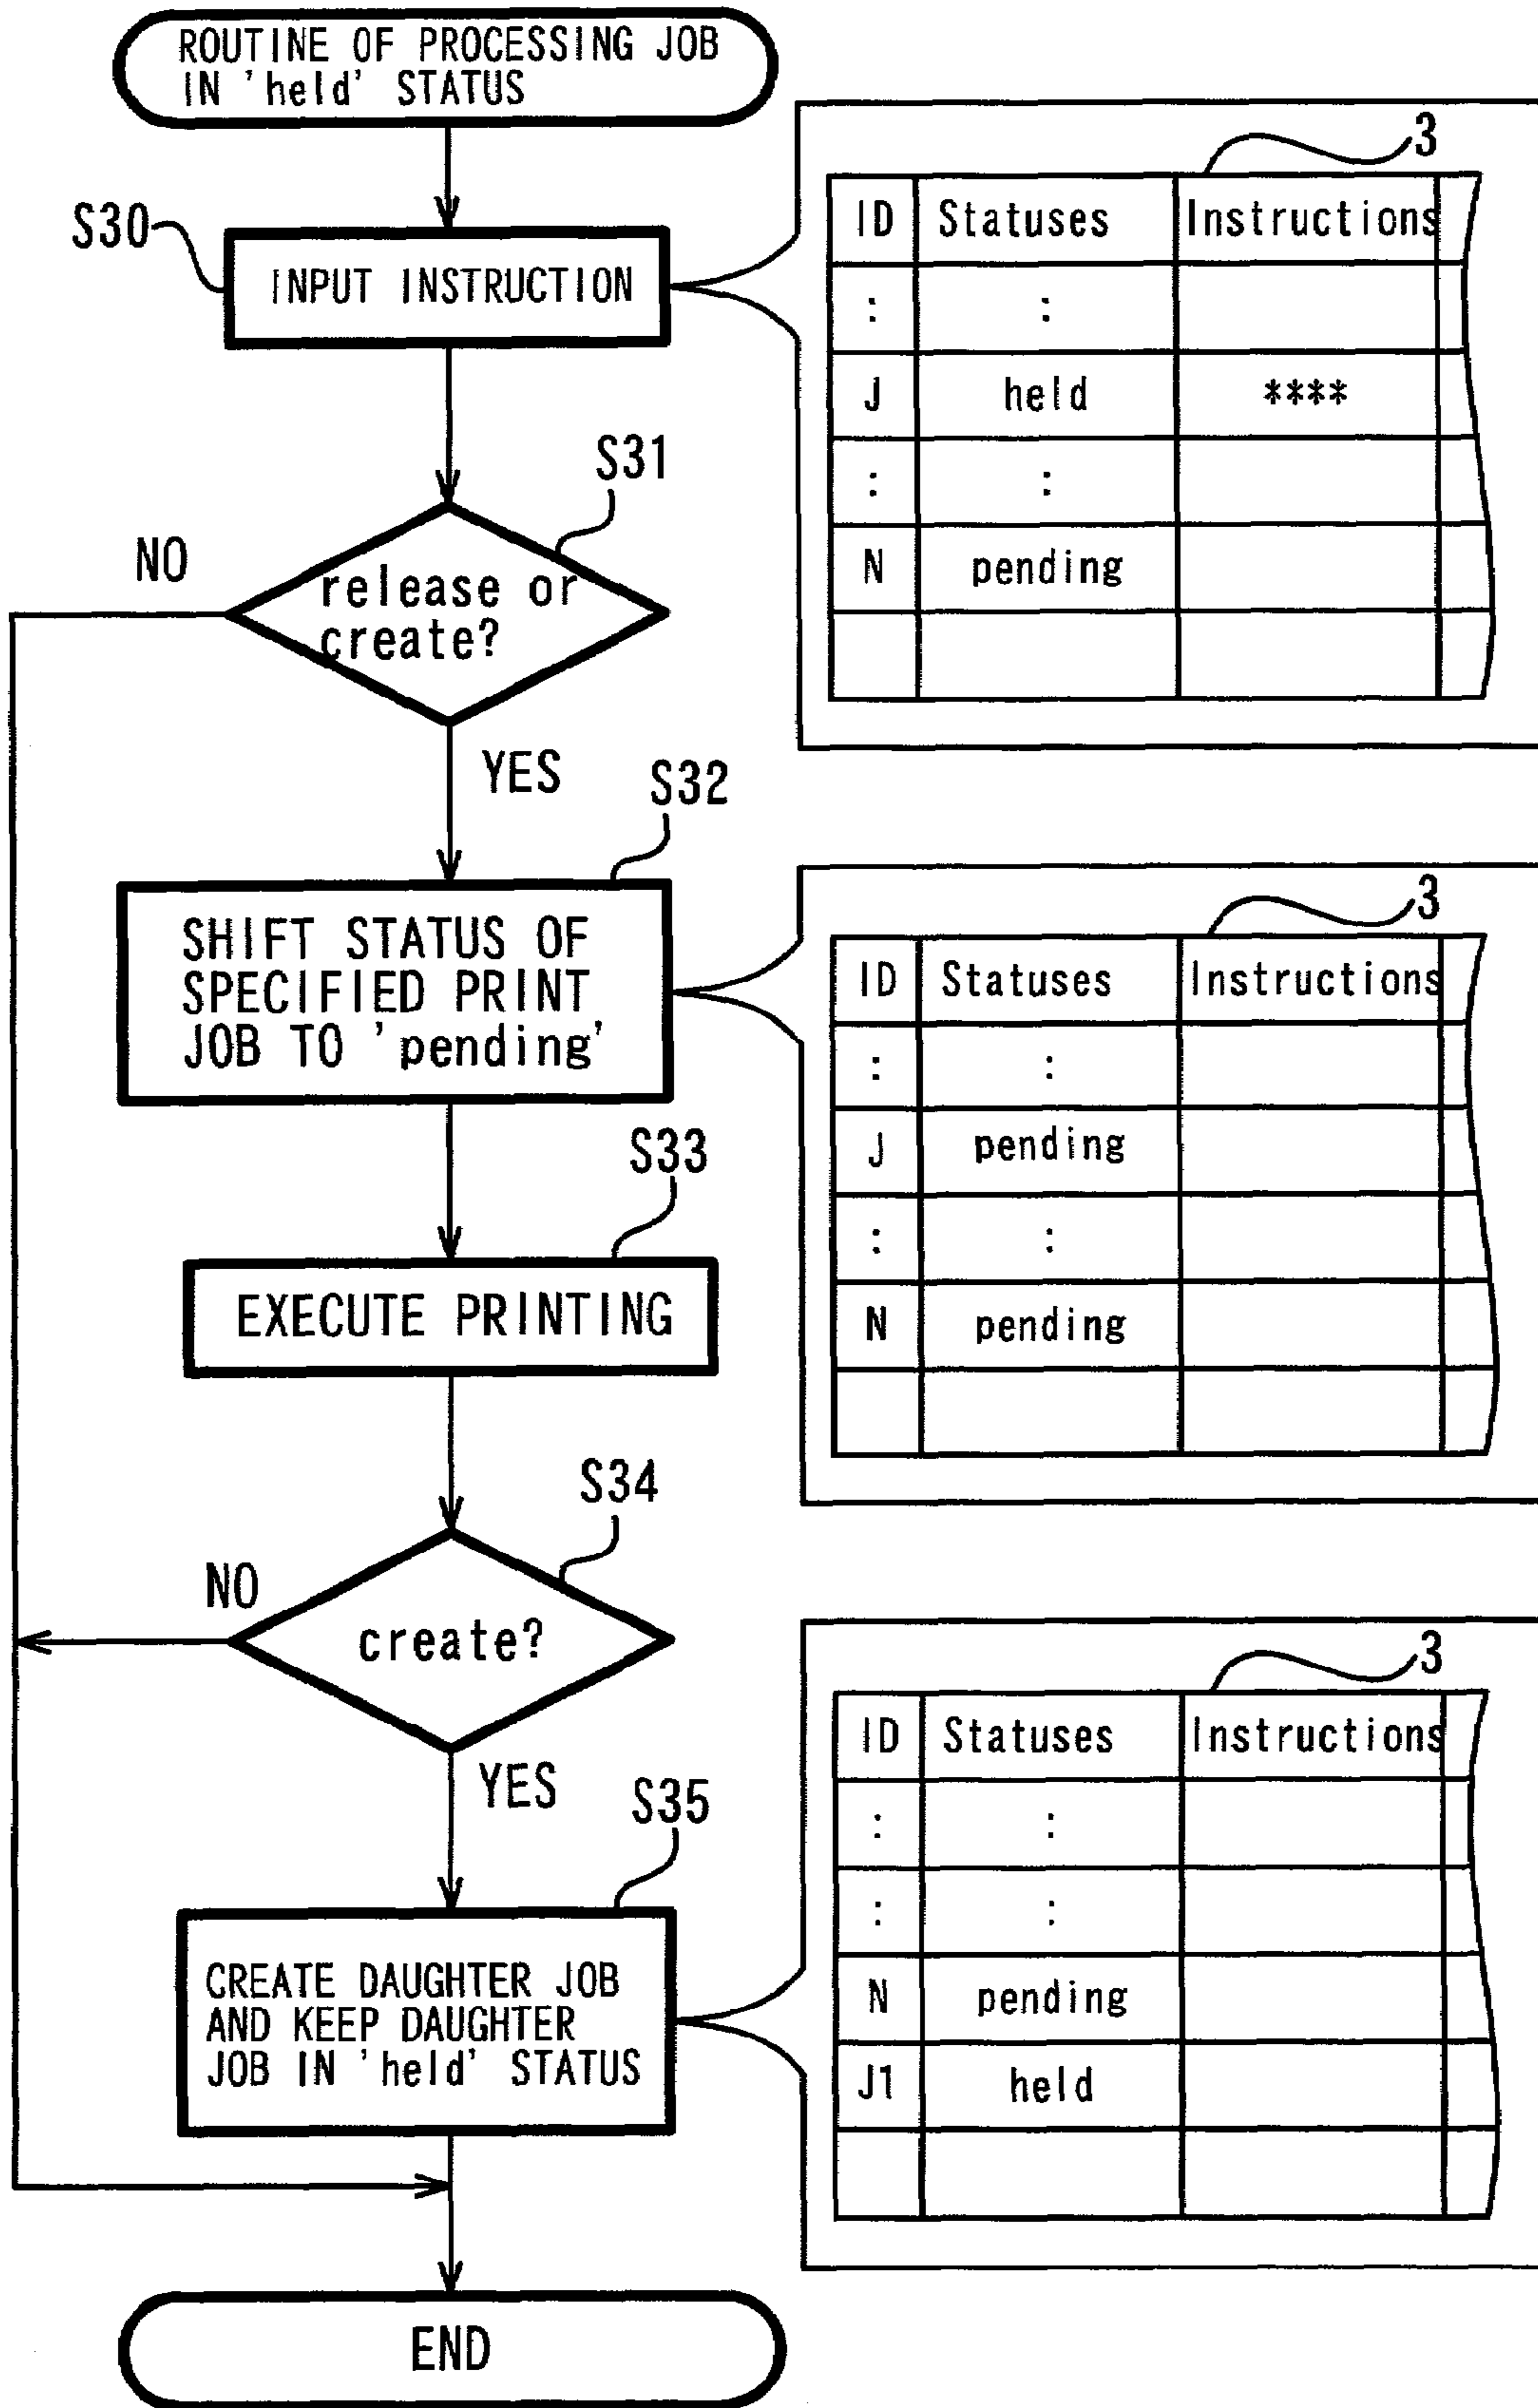 ROUTINE OF PROCESSING JOB
IN 'held' STATUS
S30
INPUT INSTRUCTION
3
ID Statuses Instructions
: :
J held ****
: :
N pending
S31
NO
release or
create?
YES
S32
SHIFT STATUS OF
SPECIFIED PRINT
JOB TO 'pending'
3
ID Statuses Instructions
: :
J pending
: :
N pending
S33
EXECUTE PRINTING
S34
NO
create?
YES
S35
CREATE DAUGHTER JOB
AND KEEP DAUGHTER
JOB IN 'held' STATUS
3
ID Statuses Instructions
: :
: :
N pending
J1 held
END